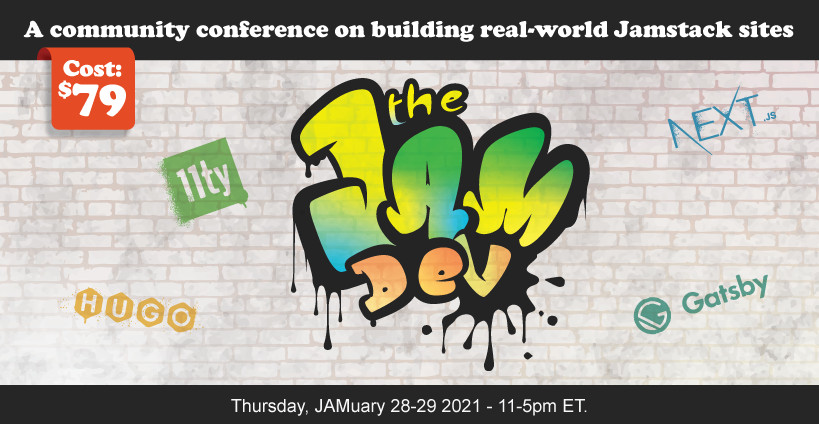 A community conference on building real-world Jamstack sites
Cost:
$79
the
JAM
DEV
11ty
NEXT.JS
HUGO
Gatsby
Thursday, JAMuary 28-29 2021 - 11-5pm ET.